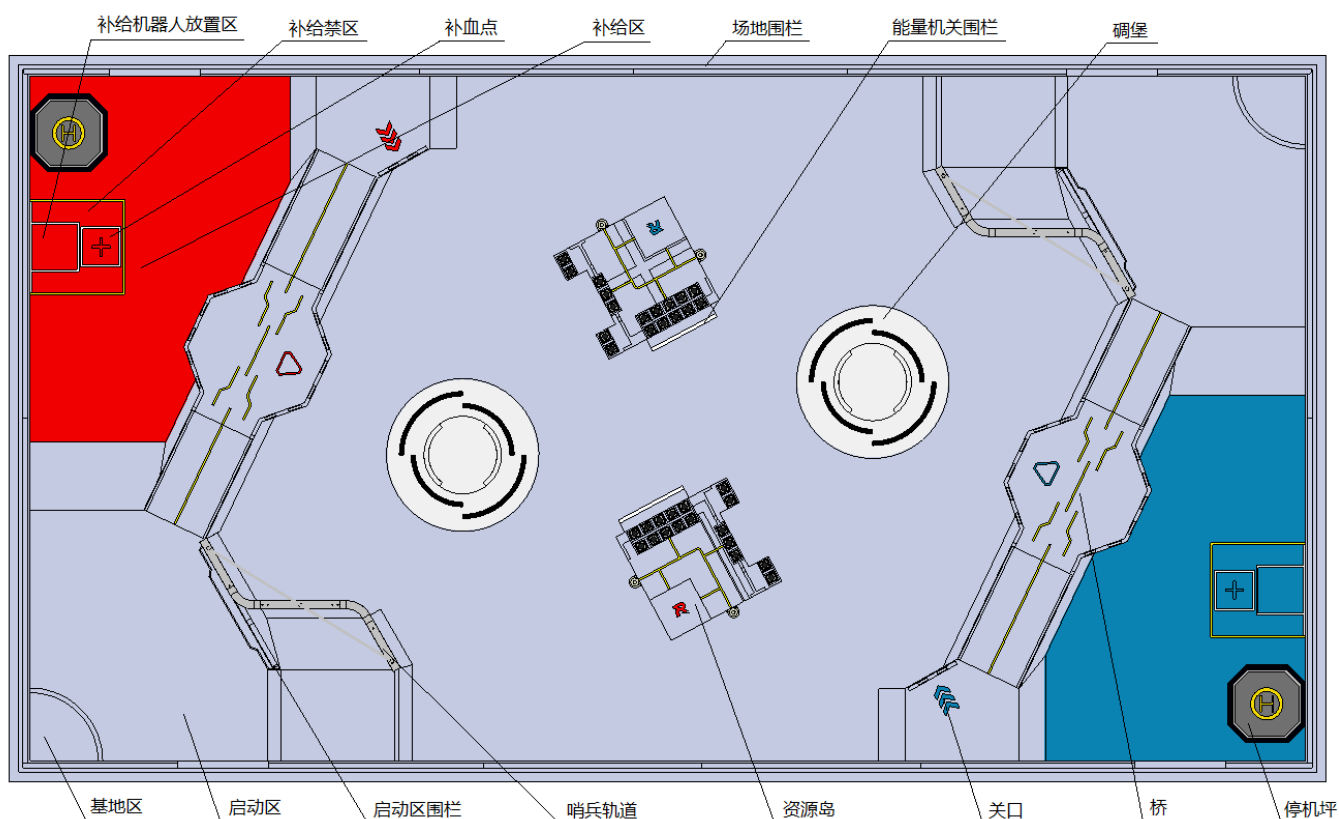 补给机器人放置区
补给禁区
补血点
补给区
场地围栏
能量机关围栏
碉堡
H
R
R
H
基地区
启动区
启动区围栏
哨兵轨道
资源岛
关口
桥
停机坪